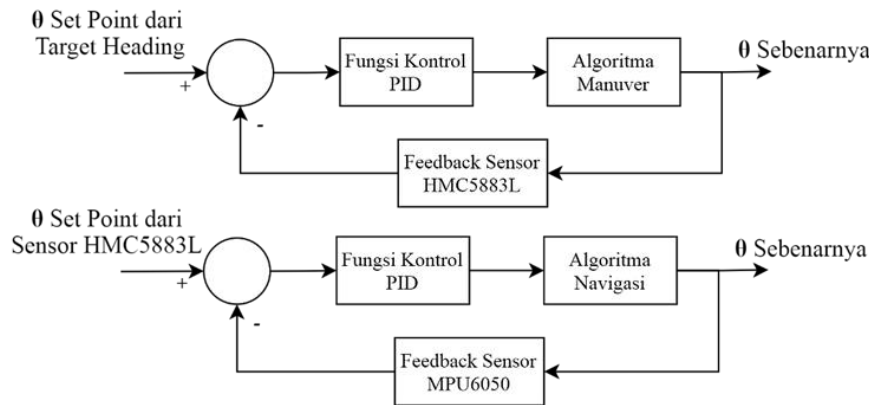 θ Set Point dari
Target Heading
+
-
Fungsi Kontrol
PID
Algoritma
Manuver
θ Sebenarnya
Feedback Sensor
HMC5883L
θ Set Point dari
Sensor HMC5883L
+
-
Fungsi Kontrol
PID
Algoritma
Navigasi
θ Sebenarnya
Feedback Sensor
MPU6050